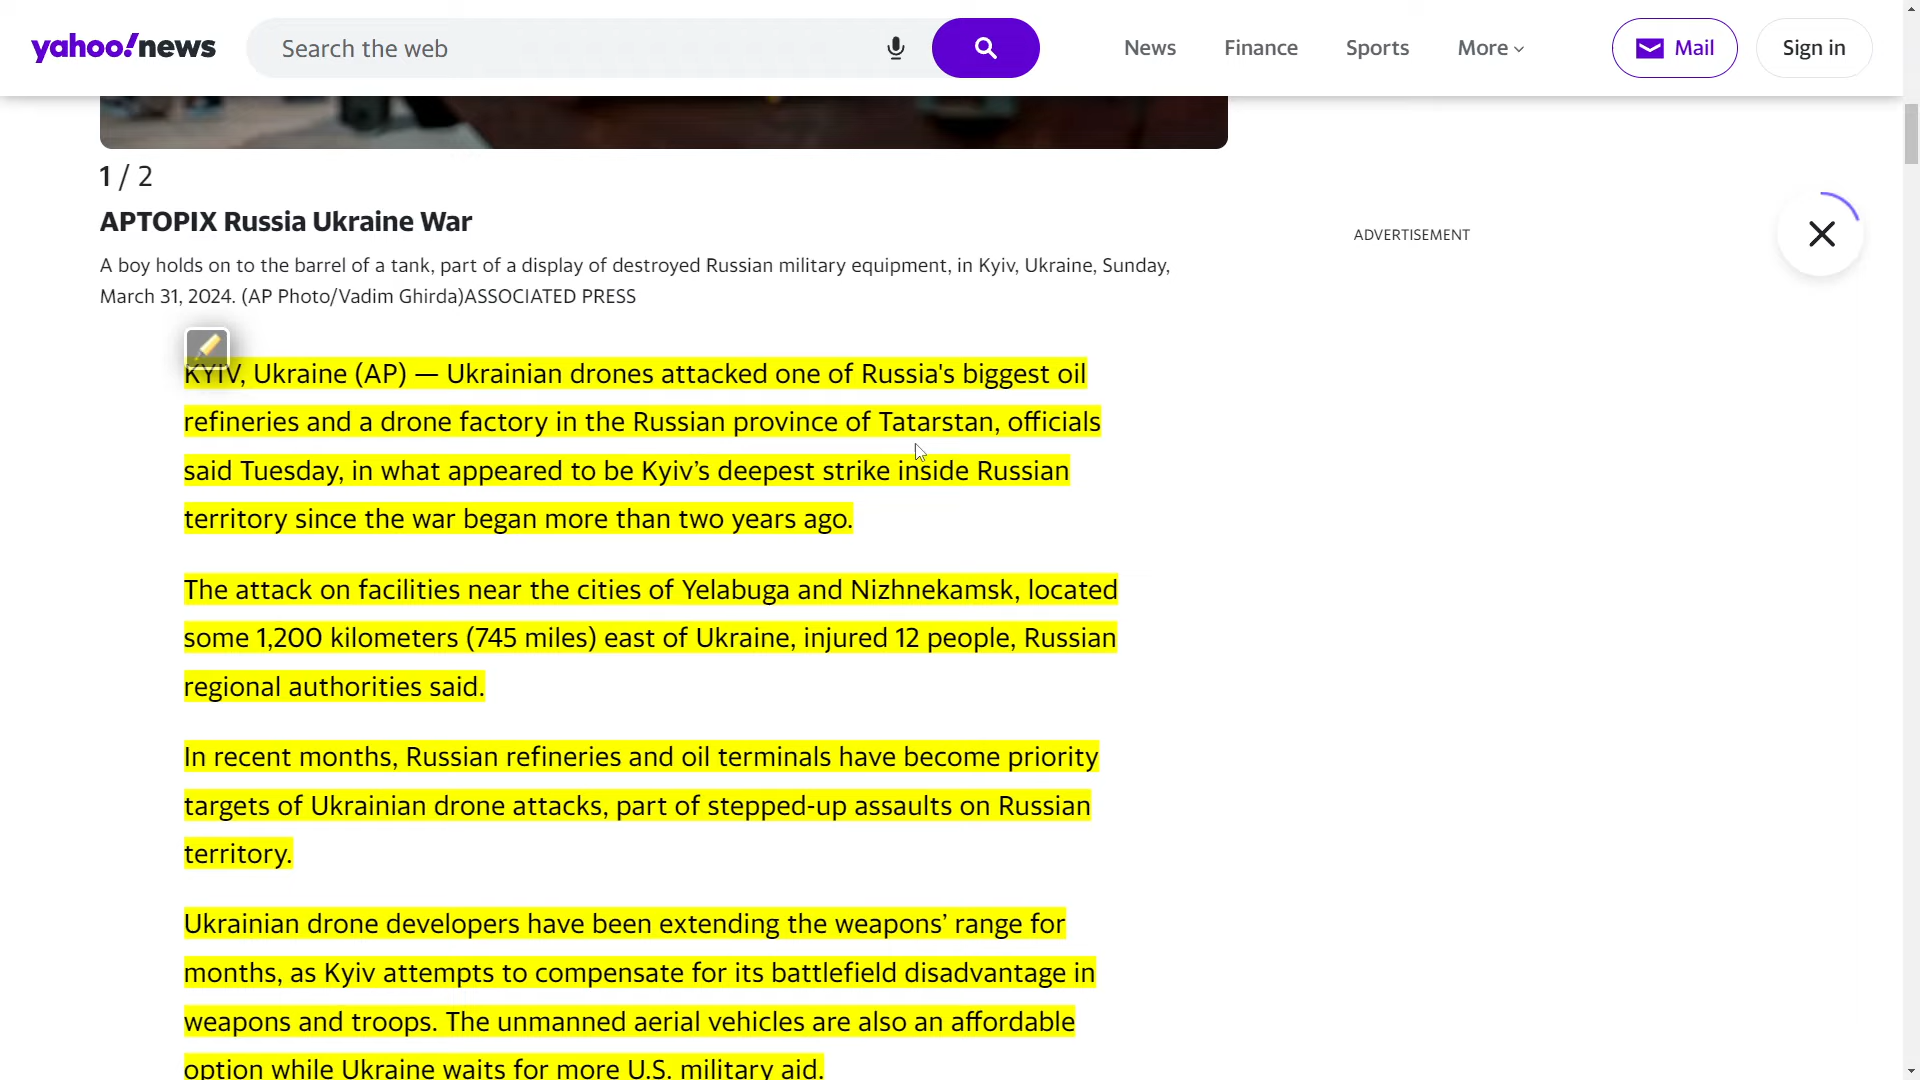 yahoo!news
Search the web
News
Finance
Sports
More
Mail
Sign in
1 / 2
APTOPIX Russia Ukraine War
A boy holds on to the barrel of a tank, part of a display of destroyed Russian military equipment, in Kyiv, Ukraine, Sunday,
March 31, 2024. (AP Photo/Vadim Ghirda)ASSOCIATED PRESS
ADVERTISEMENT
KYIV, Ukraine (AP) — Ukrainian drones attacked one of Russia's biggest oil
refineries and a drone factory in the Russian province of Tatarstan, officials
said Tuesday, in what appeared to be Kyiv’s deepest strike inside Russian
territory since the war began more than two years ago.
The attack on facilities near the cities of Yelabuga and Nizhnekamsk, located
some 1,200 kilometers (745 miles) east of Ukraine, injured 12 people, Russian
regional authorities said.
In recent months, Russian refineries and oil terminals have become priority
targets of Ukrainian drone attacks, part of stepped-up assaults on Russian
territory.
Ukrainian drone developers have been extending the weapons’ range for
months, as Kyiv attempts to compensate for its battlefield disadvantage in
weapons and troops. The unmanned aerial vehicles are also an affordable
option while Ukraine waits for more U.S. military aid.